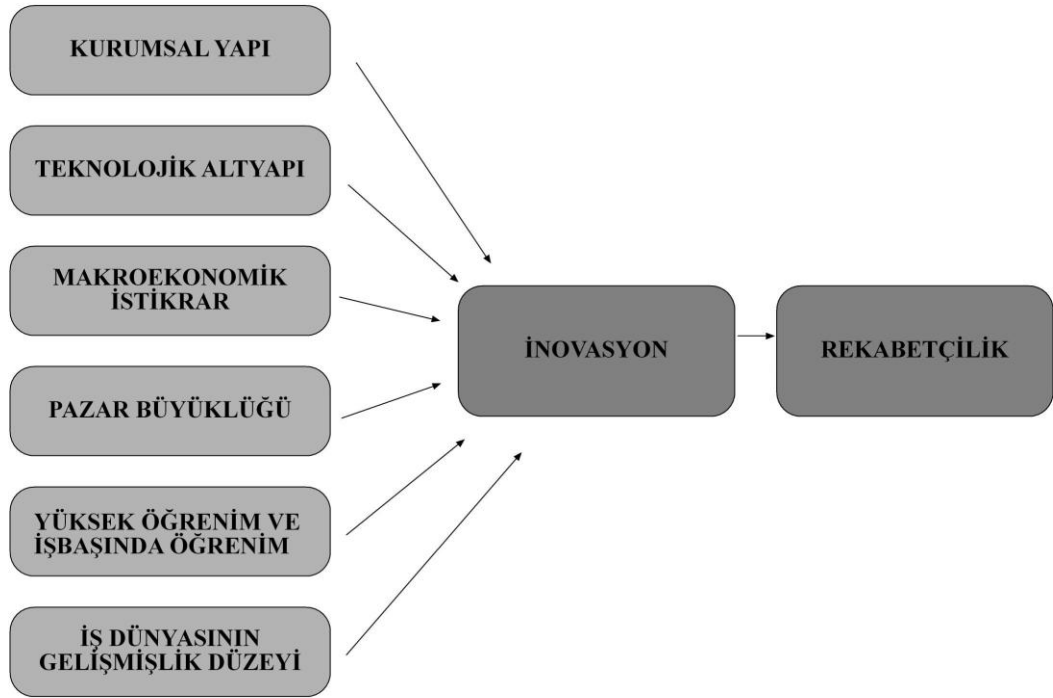 KURUMSAL YAPI
TEKNOLOJİK ALTYAPI
MAKROEKONOMİK
İSTİKRAR
PAZAR BÜYÜKLÜĞÜ
YÜKSEK ÖĞRENİM VE
İŞBAŞINDA ÖĞRENİM
İŞ DÜNYASININ
GELİŞMİŞLİK DÜZEYİ
İNOVASYON
REKABETÇİLİK